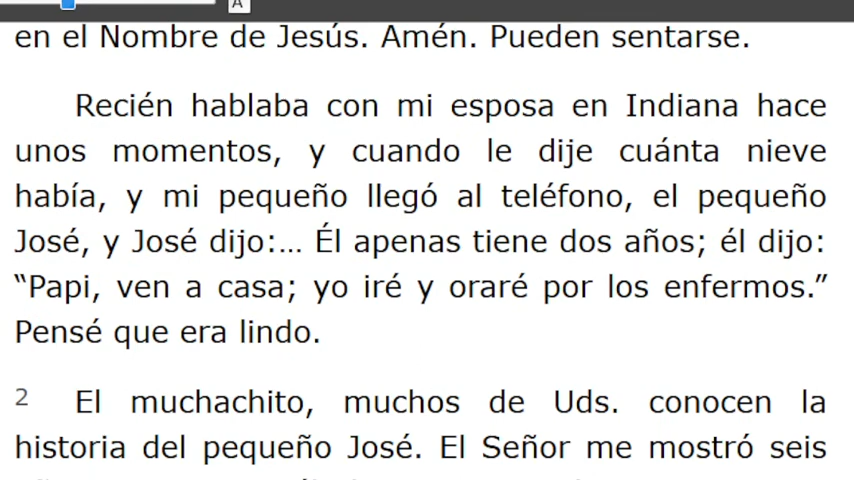 A
en el Nombre de Jesús. Amén. Pueden sentarse.
Recién hablaba con mi esposa en Indiana hace
unos momentos, y cuando le dije cuánta nieve
había, y mi pequeño llegó al teléfono, el pequeño
José, y José dijo:… Él apenas tiene dos años; él dijo:
“Papi, ven a casa; yo iré y oraré por los enfermos.”
Pensé que era lindo.
2 El muchachito, muchos de Uds. conocen la
historia del pequeño José. El Señor me mostró seis